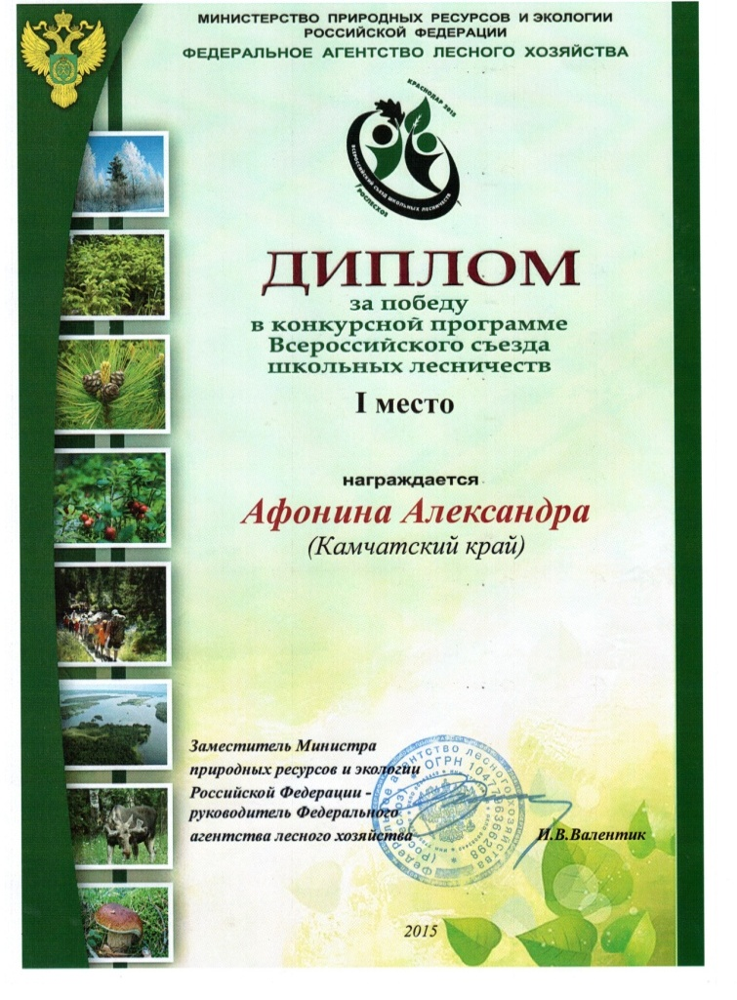 МИНИСТЕРСТВО ПРИРОДНЫХ РЕСУРСОВ И ЭКОЛОГИИ
РОССИЙСКОЙ ФЕДЕРАЦИИ
ФЕДЕРАЛЬНОЕ АГЕНТСТВО ЛЕСНОГО ХОЗЯЙСТВА
КРАСНОДАР 2015
ВСЕРОССИЙСКИЙ СЪЕЗД ШКОЛЬНЫХ ЛЕСНИЧЕСТВ
РОСЛЕСХОЗ
ДИПЛОМ
за победу
в конкурсной программе
Всероссийского съезда
школьных лесничеств
I место
награждается
Афонина Александра
(Камчатский край)
Заместитель Министра
природных ресурсов и экологии
Российской Федерации -
руководитель Федерального
агентства лесного хозяйства
Федеральное агентство лесного хозяйства
(Рослесхоз)
ОГРН
И.В.Валентик
2015